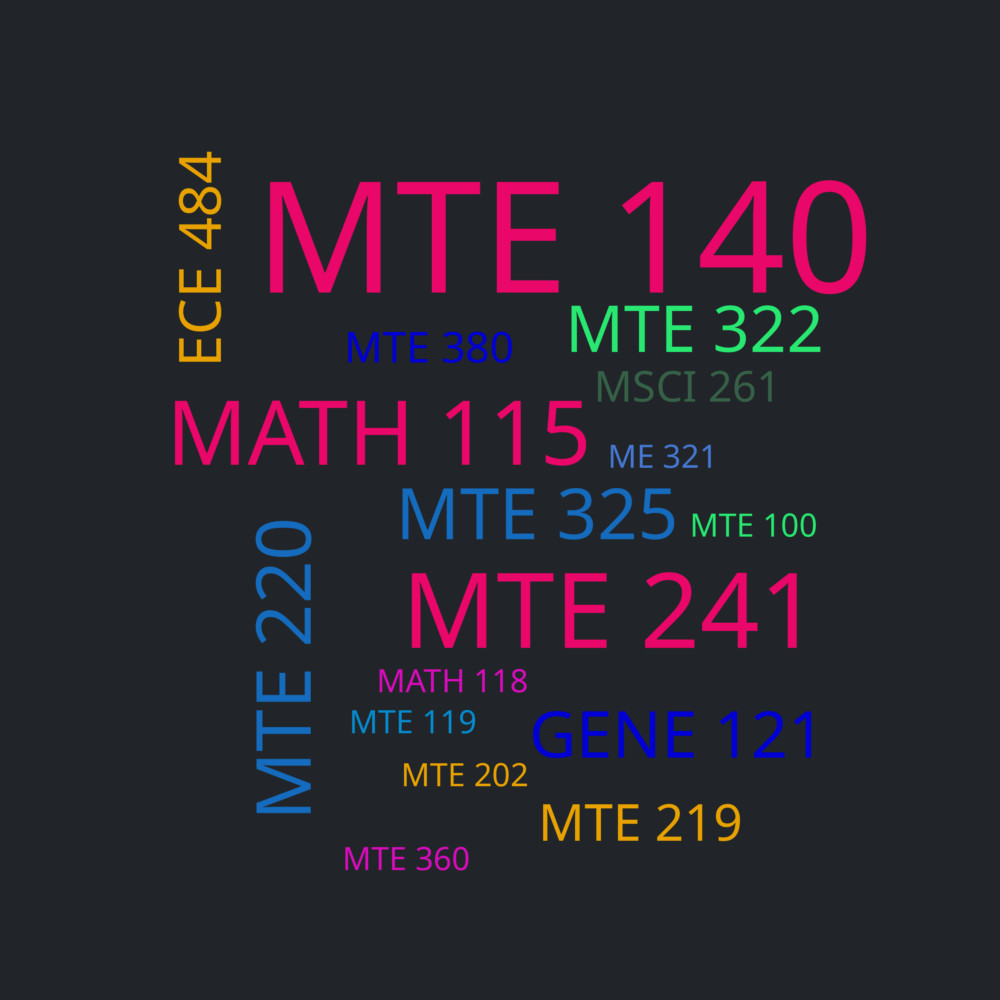 ECE 484
MTE 140
MTE 322
MTE 380
MSCI 261
MATH 115
ME 321
MTE 325
MTE 100
MTE 220
MTE 241
MATH 118
MTE 119
GENE 121
MTE 202
MTE 219
MTE 360